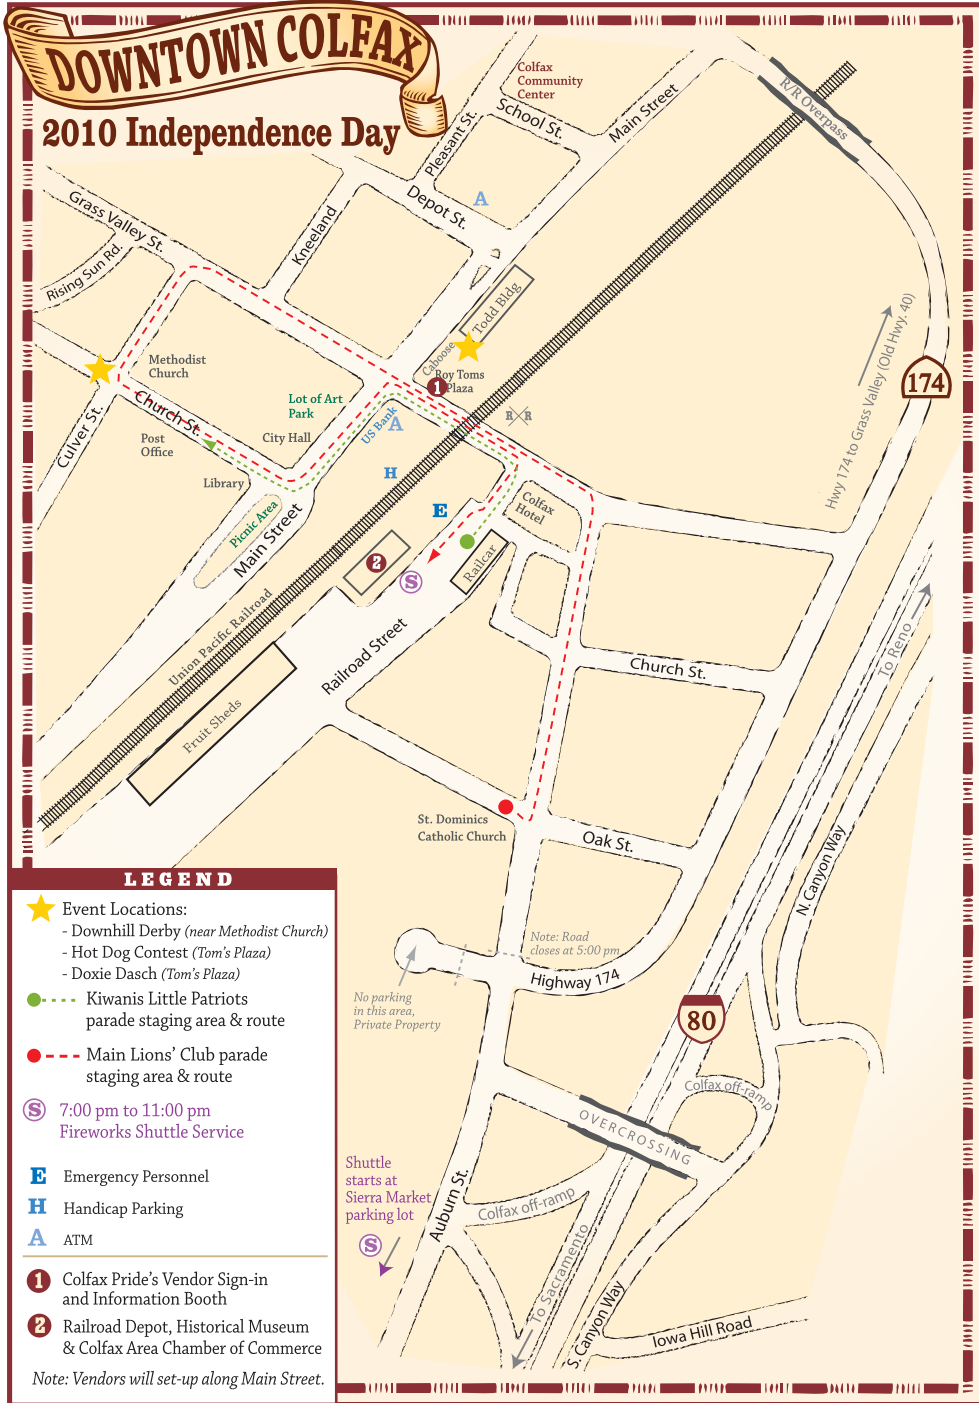 DOWNTOWN COLFAX
2010 Independence Day
Colfax
Community
Center
School St.
Main Street
R/R Overpass
Pleasant St.
Depot St.
A
Kneeland
Grass Valley St.
Rising Sun Rd.
Todd Bldg
Caboose
Roy Toms
Plaza
1
Methodist
Church
Lot of Art
Park
US Bank
A
R R
Hwy 174 to Grass Valley (Old Hwy. 40)
174
Church St.
Culver St.
Post
Office
City Hall
Library
H
E
Colfax
Hotel
Picnic Area
Main Street
2
S
Railcar
Union Pacific Railroad
Railroad Street
Fruit Sheds
Church St.
To Reno
St. Dominics
Catholic Church
Oak St.
N. Canyon Way
Note: Road
closes at 5:00 pm
Highway 174
No parking
in this area,
Private Property
80
Colfax off-ramp
OVERCROSSING
Shuttle
starts at
Sierra Market
parking lot
S
Auburn St.
Colfax off-ramp
To Sacramento
S. Canyon Way
Iowa Hill Road
LEGEND
Event Locations:
- Downhill Derby (near Methodist Church)
- Hot Dog Contest (Tom's Plaza)
- Doxie Dasch (Tom's Plaza)
Kiwanis Little Patriots
parade staging area & route
Main Lions' Club parade
staging area & route
S 7:00 pm to 11:00 pm
Fireworks Shuttle Service
E Emergency Personnel
H Handicap Parking
A ATM
1 Colfax Pride's Vendor Sign-in
and Information Booth
2 Railroad Depot, Historical Museum
& Colfax Area Chamber of Commerce
Note: Vendors will set-up along Main Street.